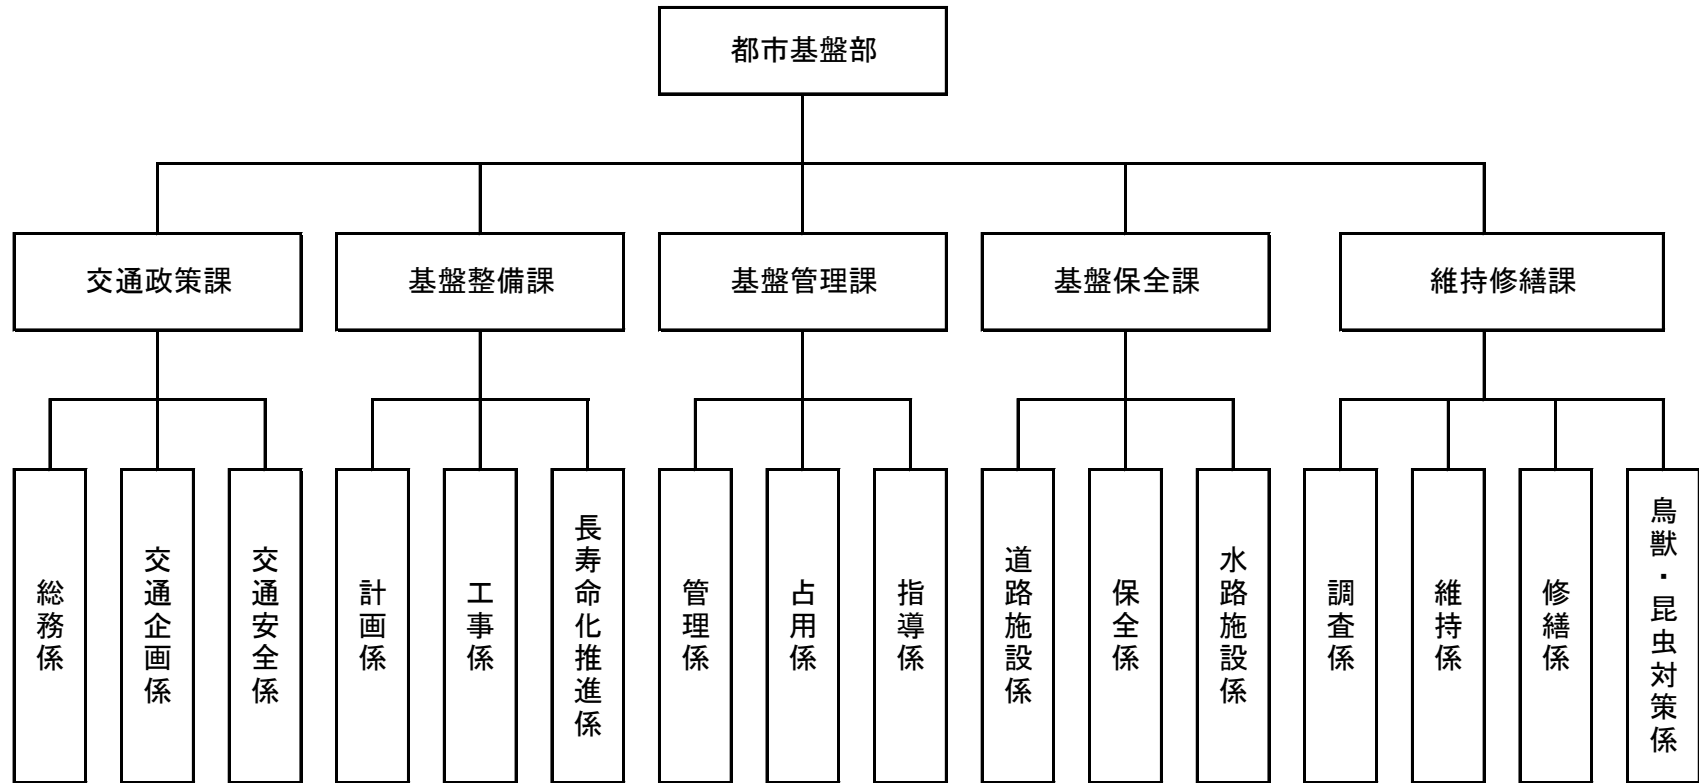 都市基盤部
交通政策課
基盤整備課
基盤管理課
基盤保全課
維持修繕課
総務係
交通企画係
交通安全係
計画係
工事係
長寿命化推進係
管理係
占用係
指導係
道路施設係
保全係
水路施設係
調査係
維持係
修繕係
鳥獣・昆虫対策係